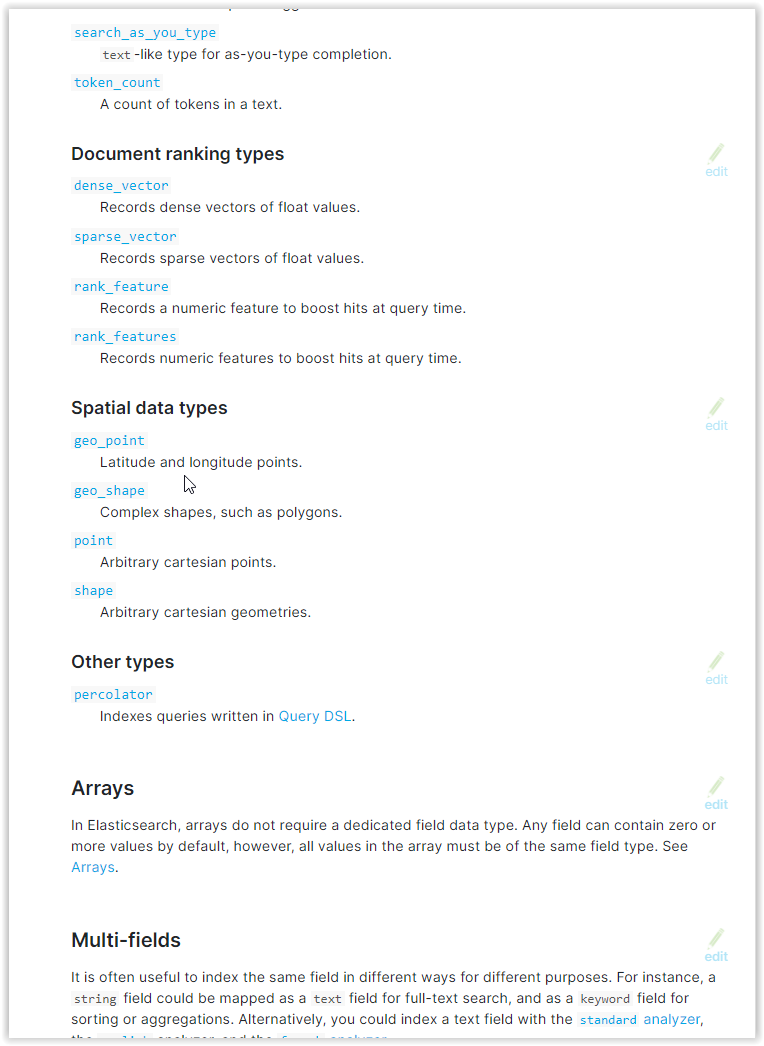 search_as_you_type
text-like type for as-you-type completion.
token_count
A count of tokens in a text.
Document ranking types
edit
dense_vector
Records dense vectors of float values.
sparse_vector
Records sparse vectors of float values.
rank_feature
Records a numeric feature to boost hits at query time.
rank_features
Records numeric features to boost hits at query time.
Spatial data types
edit
geo_point
Latitude and longitude points.
geo_shape
Complex shapes, such as polygons.
point
Arbitrary cartesian points.
shape
Arbitrary cartesian geometries.
Other types
edit
percolator
Indexes queries written in Query DSL.
Arrays
edit
In Elasticsearch, arrays do not require a dedicated field data type. Any field can contain zero or
more values by default, however, all values in the array must be of the same field type. See
Arrays.
Multi-fields
edit
It is often useful to index the same field in different ways for different purposes. For instance, a
string field could be mapped as a text field for full-text search, and as a keyword field for
sorting or aggregations. Alternatively, you could index a text field with the standard analyzer,